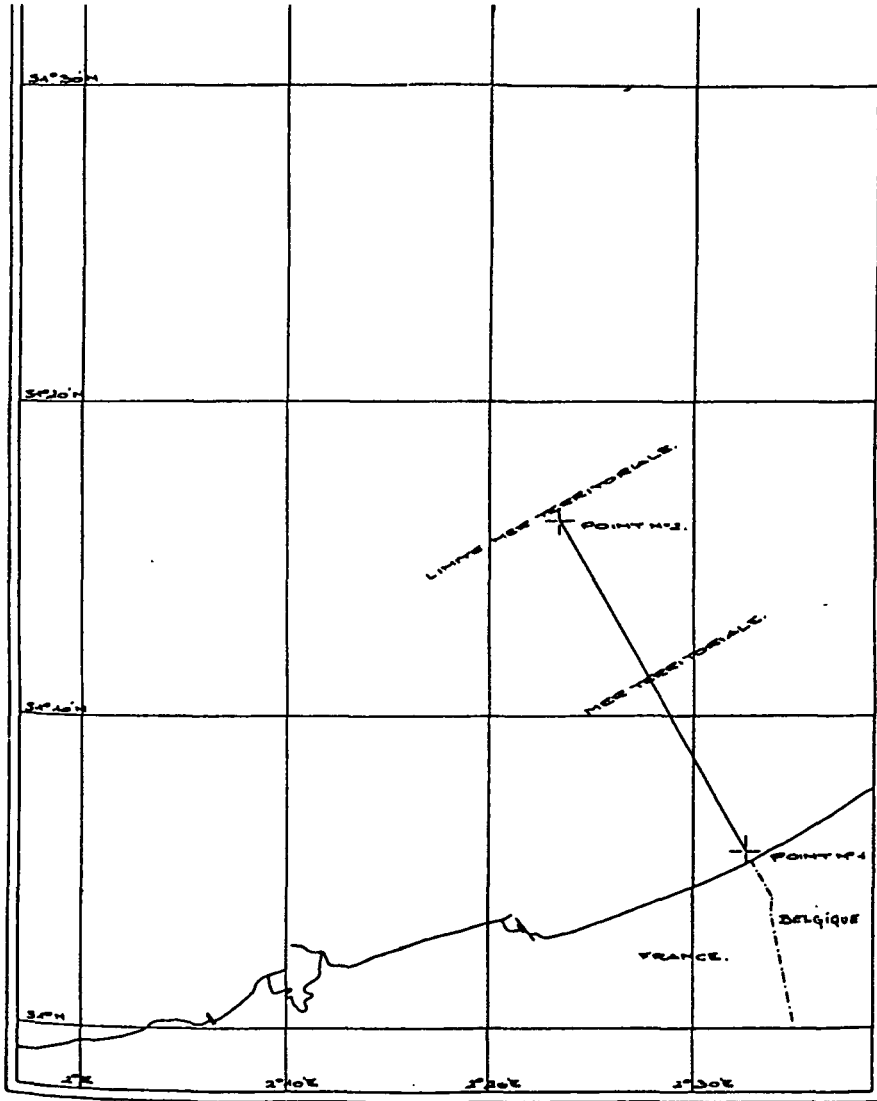 51°30'N
51°20'N
LIMITE MER TERRITORIALE.
POINT N°2.
MER TERRITORIALE.
51°10'N
POINT N°1
BELGIQUE
FRANCE.
51°N
2°E
2°10'E
2°20'E
2°30'E